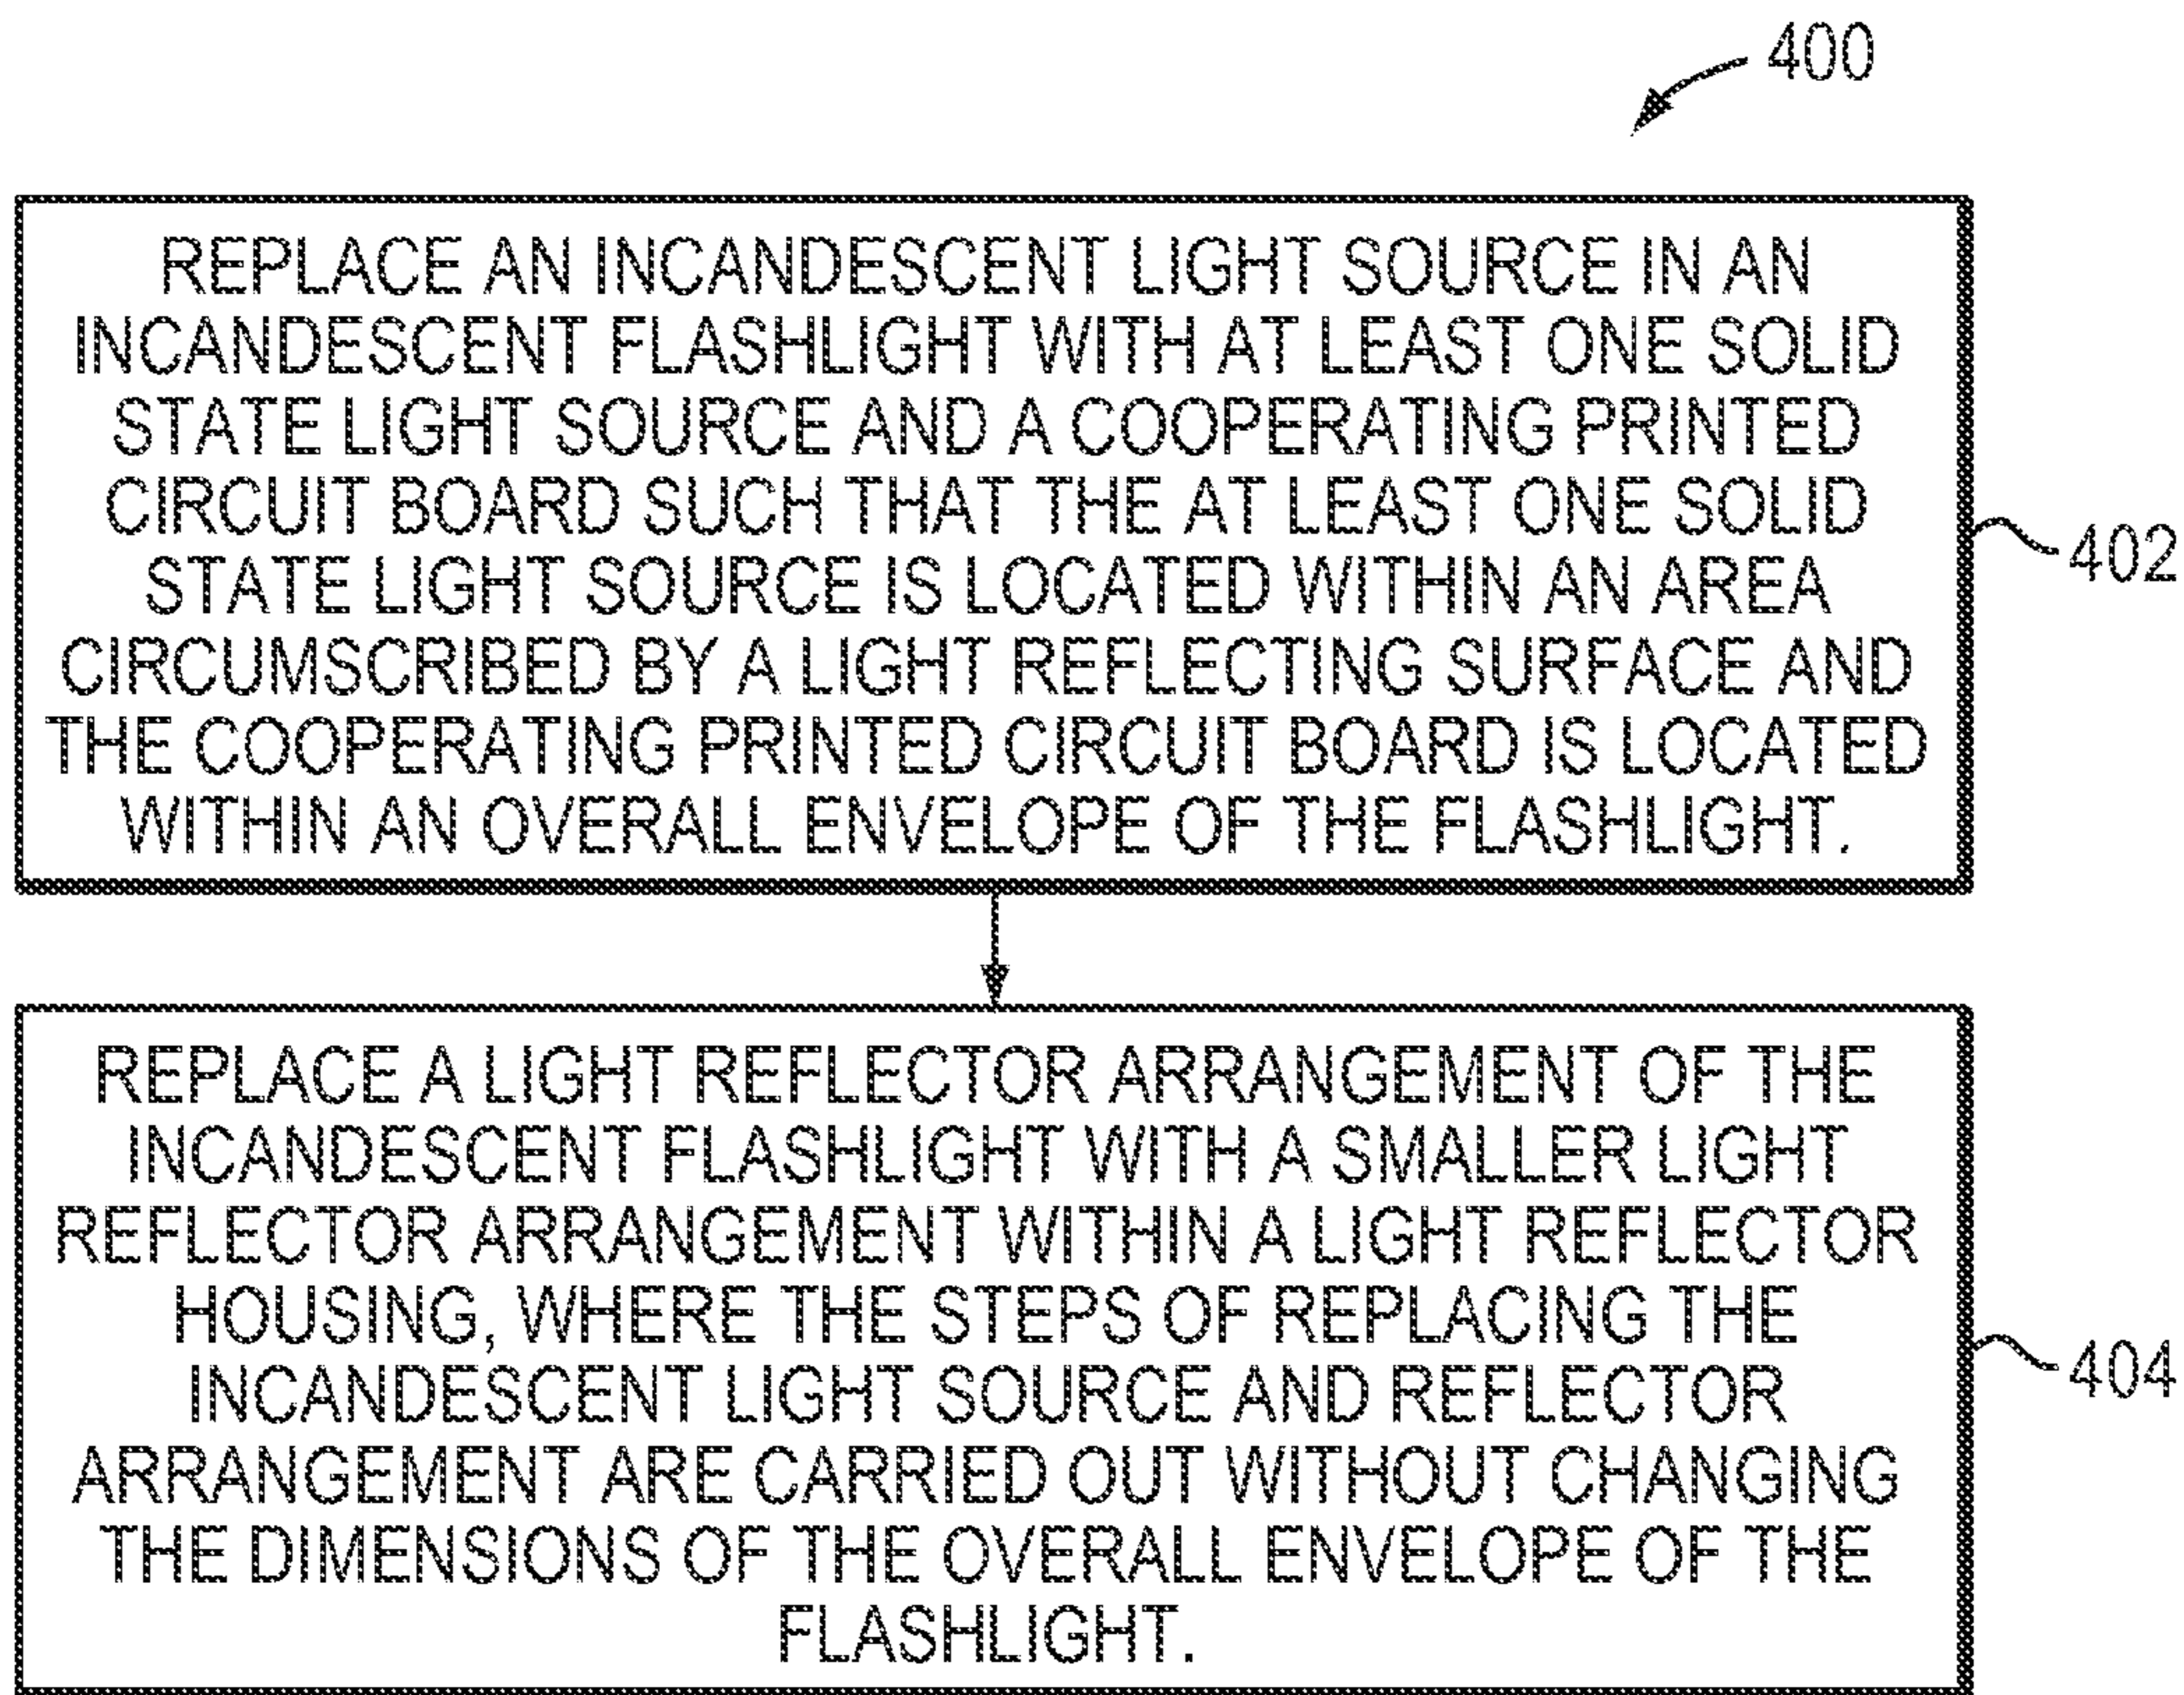 400
REPLACE AN INCANDESCENT LIGHT SOURCE IN AN
INCANDESCENT FLASHLIGHT WITH AT LEAST ONE SOLID
STATE LIGHT SOURCE AND A COOPERATING PRINTED
CIRCUIT BOARD SUCH THAT THE AT LEAST ONE SOLID
STATE LIGHT SOURCE IS LOCATED WITHIN AN AREA
CIRCUMSCRIBED BY A LIGHT REFLECTING SURFACE AND
THE COOPERATING PRINTED CIRCUIT BOARD IS LOCATED
WITHIN AN OVERALL ENVELOPE OF THE FLASHLIGHT.
402
REPLACE A LIGHT REFLECTOR ARRANGEMENT OF THE
INCANDESCENT FLASHLIGHT WITH A SMALLER LIGHT
REFLECTOR ARRANGEMENT WITHIN A LIGHT REFLECTOR
HOUSING, WHERE THE STEPS OF REPLACING THE
INCANDESCENT LIGHT SOURCE AND REFLECTOR
ARRANGEMENT ARE CARRIED OUT WITHOUT CHANGING
THE DIMENSIONS OF THE OVERALL ENVELOPE OF THE
FLASHLIGHT.
404